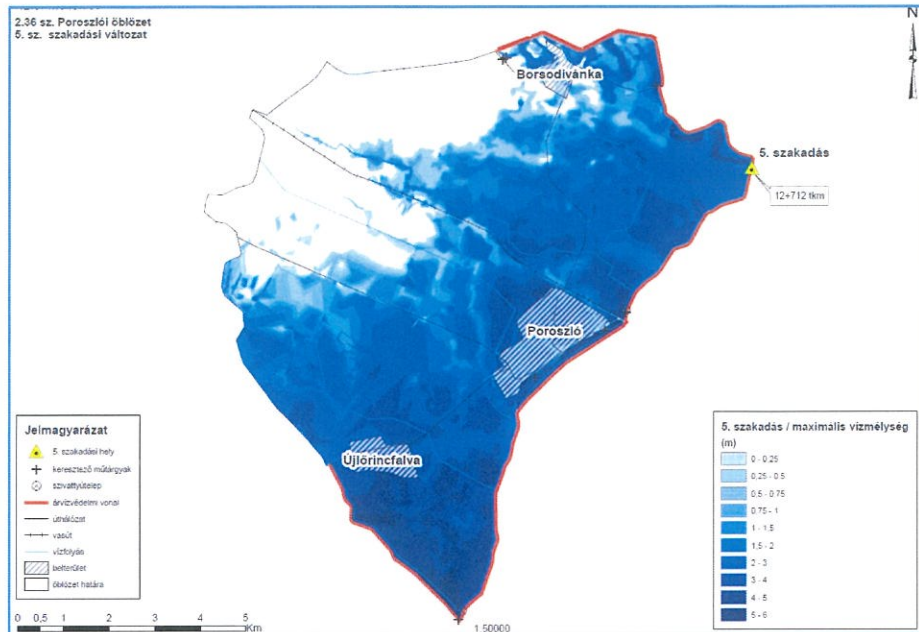 2.36 sz. Poroszlói öblözet
5. sz. szakadási változat
N
Borsodivánka
5. szakadás
12+712 tkm
Poroszló
Újlőrincfalva
Jelmagyarázat
5. szakadási hely
keresztező műtárgyak
szivattyútelep
árvízvédelmi vonal
úthálózat
vasút
vízfolyás
belterület
öblözet határa
0 0,5 1 2 3 4 5
Km
1:50000
5. szakadás / maximális vízmélység
(m)
0 - 0,25
0,25 - 0,5
0,5 - 0,75
0,75 - 1
1 - 1,5
1,5 - 2
2 - 3
3 - 4
4 - 5
5 - 6